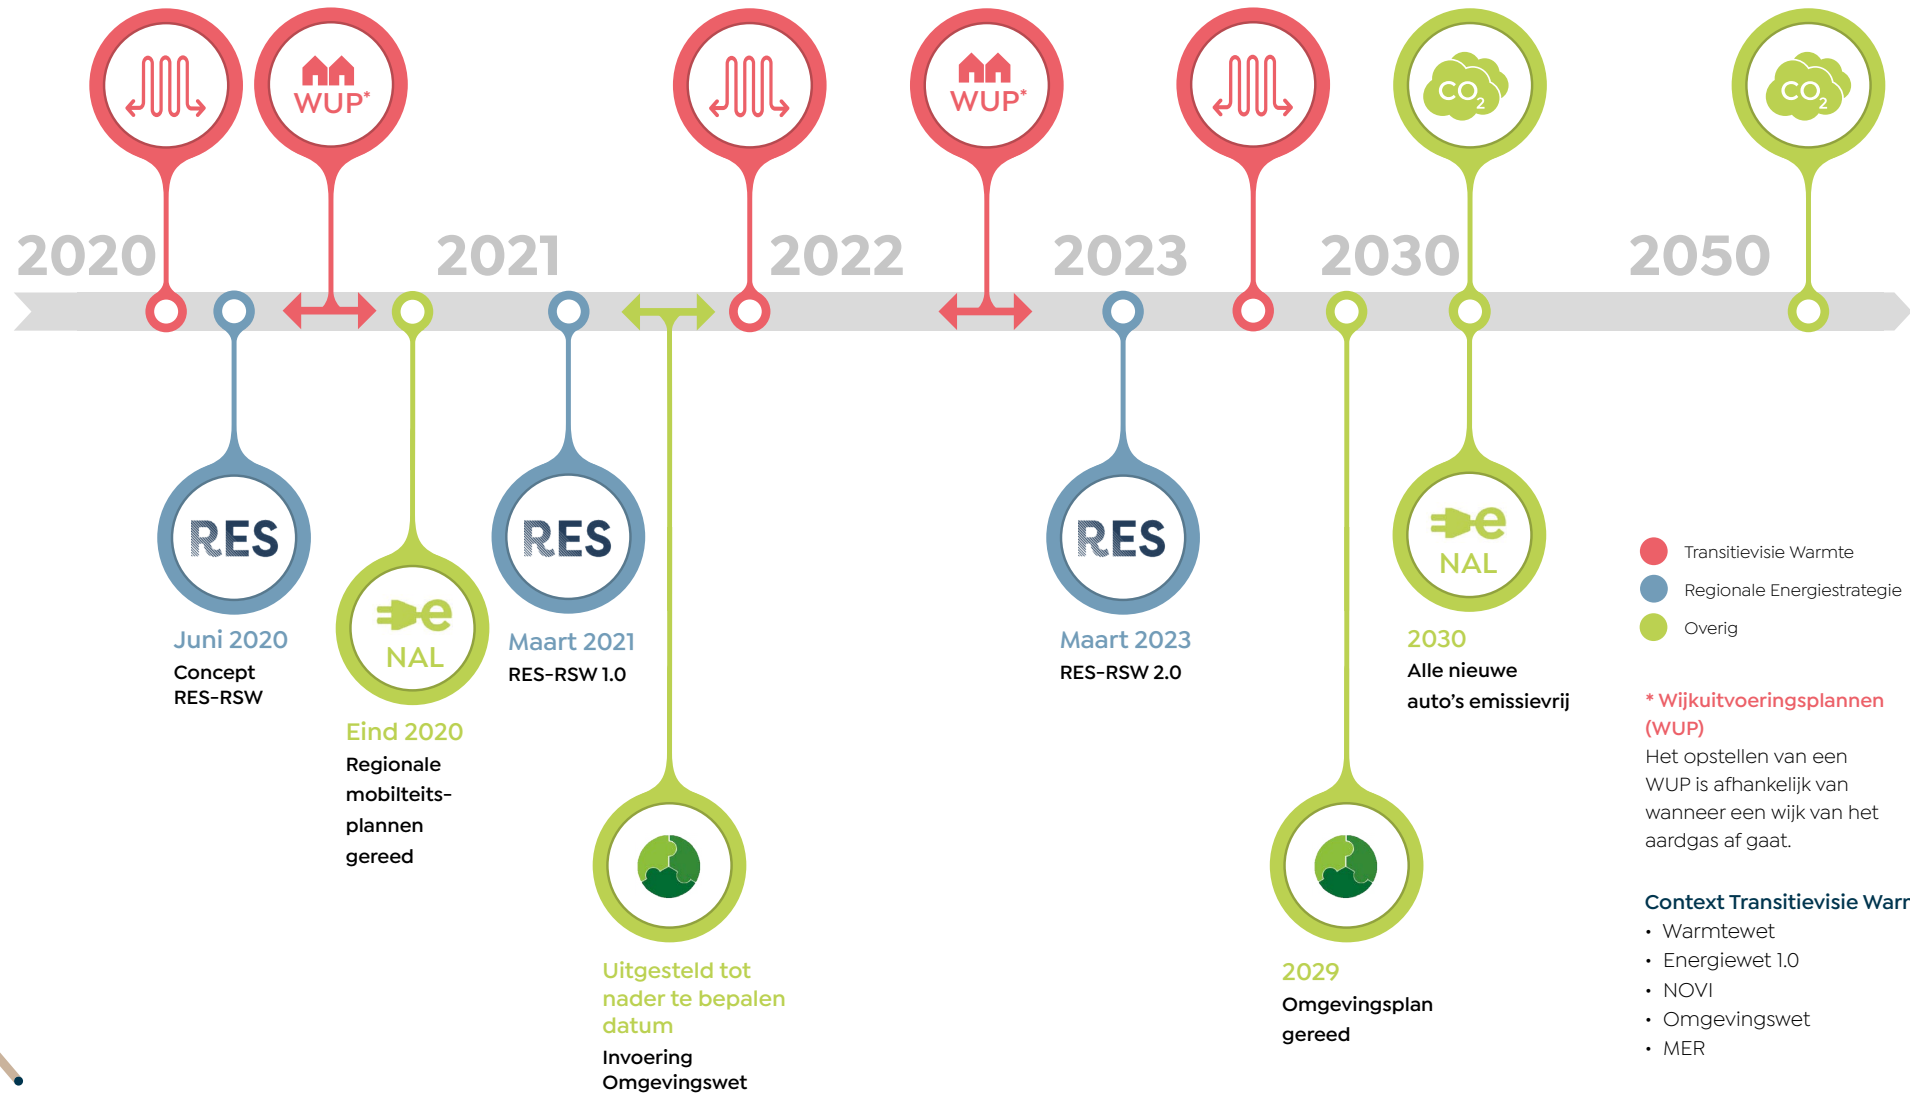 WUP*
WUP*
CO2
CO2
2020
2021
2022
2023
2030
2050
RES
Juni 2020
Concept
RES-RSW
NAL
Eind 2020
Regionale
mobilteits-
plannen
gereed
RES
Maart 2021
RES-RSW 1.0
Uitgesteld tot
nader te bepalen
datum
Invoering
Omgevingswet
RES
Maart 2023
RES-RSW 2.0
2029
Omgevingsplan
gereed
NAL
2030
Alle nieuwe
auto's emissievrij
Transitievisie Warmte
Regionale Energiestrategie
Overig
* Wijkuitvoeringsplannen
(WUP)
Het opstellen van een
WUP is afhankelijk van
wanneer een wijk van het
aardgas af gaat.
Context Transitievisie Warm
• Warmtewet
• Energiewet 1.0
• NOVI
• Omgevingswet
• MER